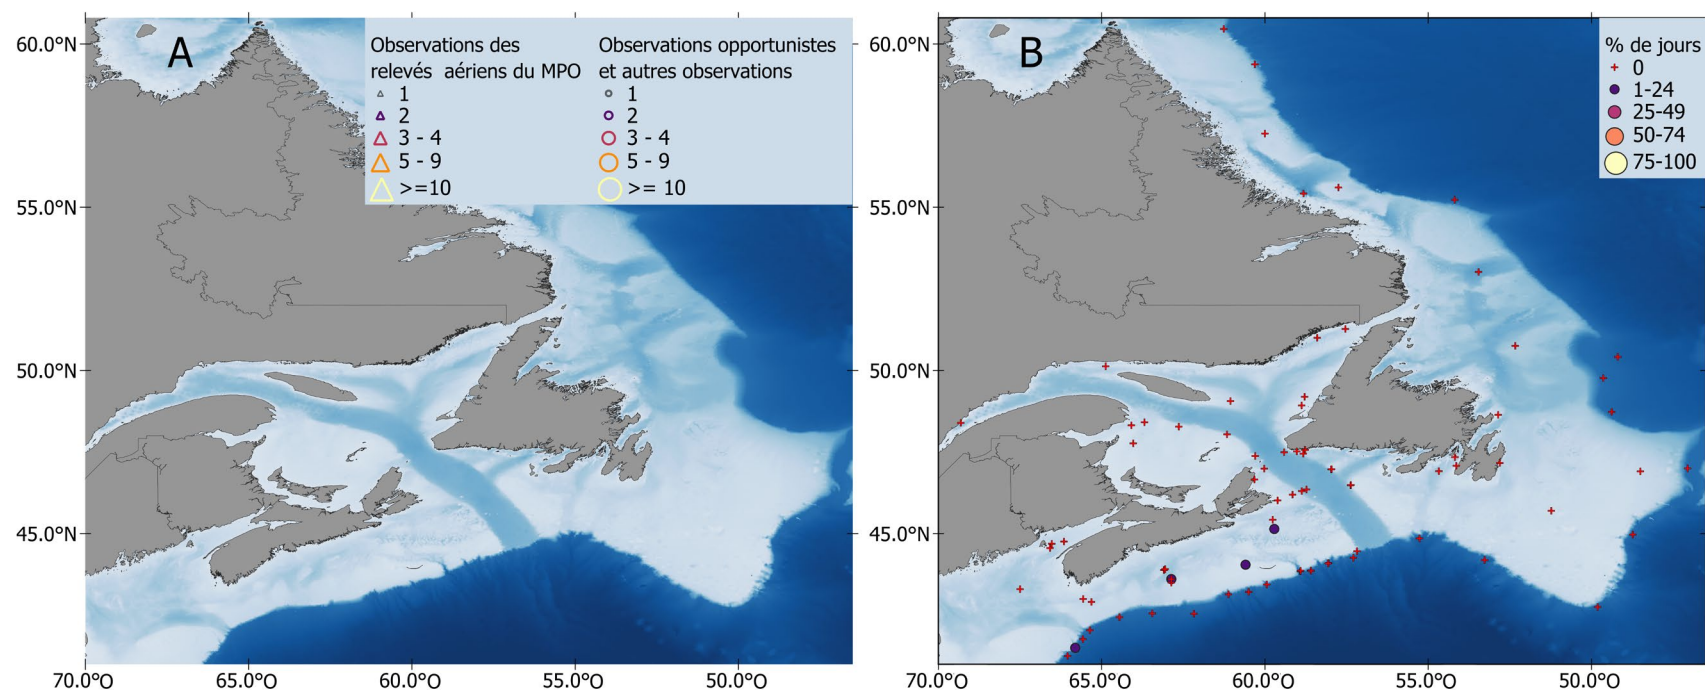 A
Observations des
relevés aériens du MPO
1
2
3 - 4
5 - 9
>=10
Observations opportunistes
et autres observations
1
2
3 - 4
5 - 9
>= 10
60.0°N
55.0°N
50.0°N
45.0°N
70.0°O
65.0°O
60.0°O
55.0°O
50.0°O
B
% de jours
0
1-24
25-49
50-74
75-100
60.0°N
55.0°N
50.0°N
45.0°N
70.0°O
65.0°O
60.0°O
55.0°O
50.0°O